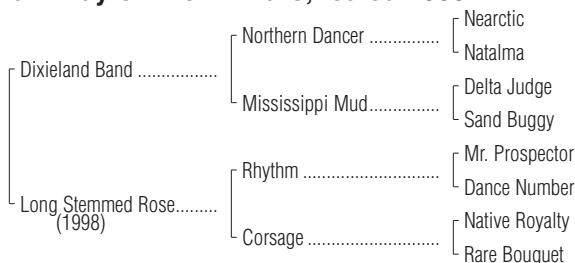 Nearctic
Northern Dancer ..............
Natalma
Dixieland Band .................
Delta Judge
Mississippi Mud..............
Sand Buggy
Mr. Prospector
Rhythm ...........................
Dance Number
Long Stemmed Rose.........
(1998)
Native Royalty
Corsage ..........................
Rare Bouquet